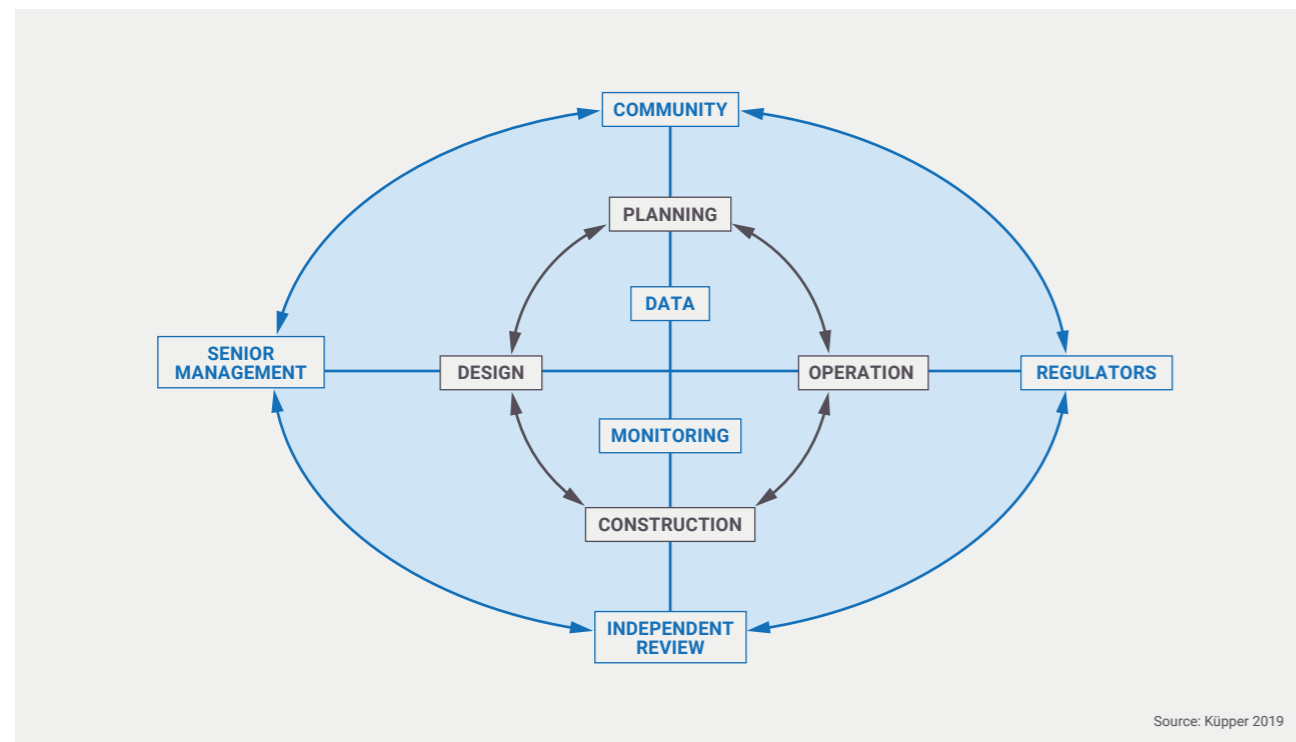 COMMUNITY
PLANNING
DATA
SENIOR
MANAGEMENT
DESIGN
OPERATION
REGULATORS
MONITORING
CONSTRUCTION
INDEPENDENT
REVIEW
Source: Küpper 2019